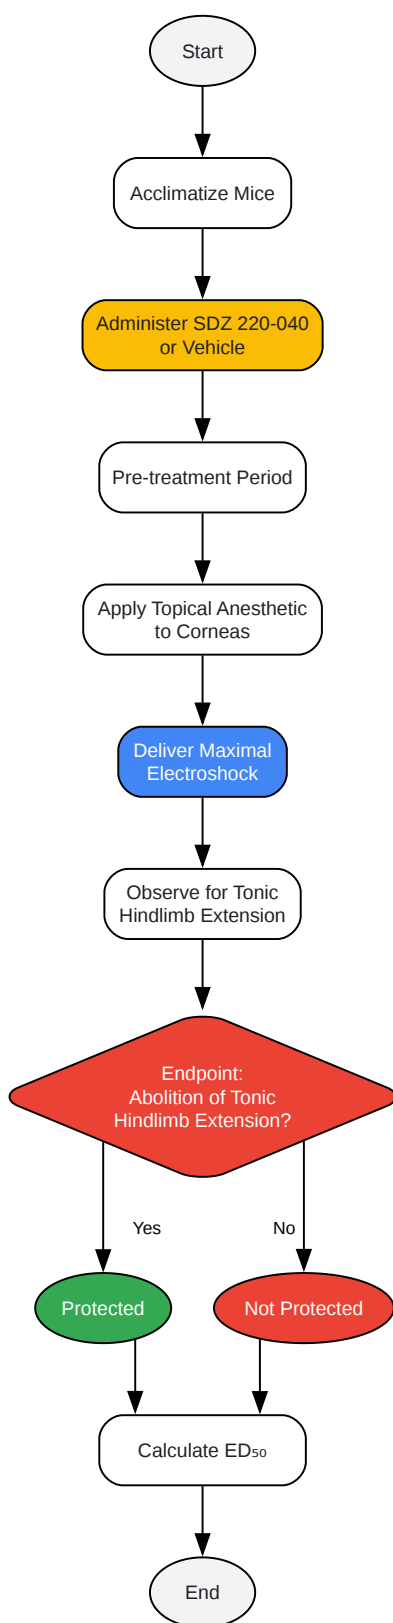 Start
Acclimatize Mice
Administer SDZ 220-040
or Vehicle
Pre-treatment Period
Apply Topical Anesthetic
to Corneas
Deliver Maximal
Electroshock
Observe for Tonic
Hindlimb Extension
Endpoint:
Abolition of Tonic
Hindlimb Extension?
Yes
No
Protected
Not Protected
Calculate ED₅₀
End